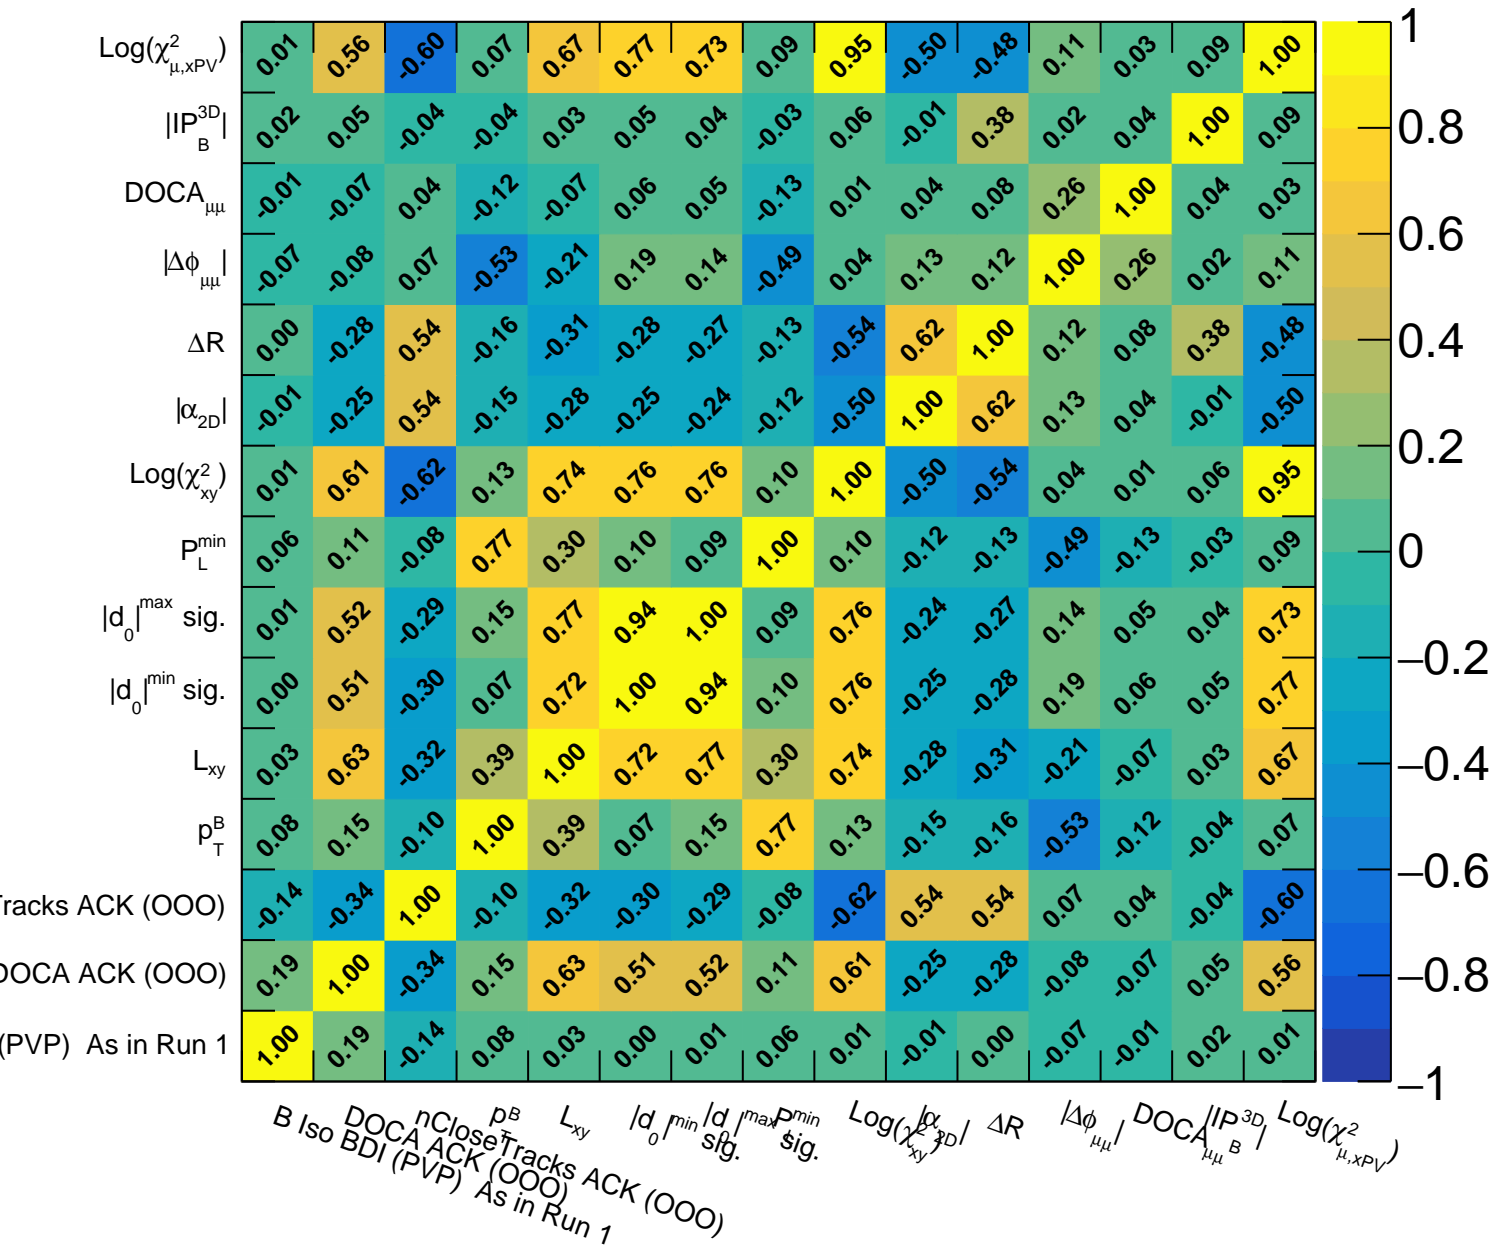 Log(χ²μ,xPV) 0.01 0.56 -0.60 0.07 0.67 0.77 0.73 0.09 0.95 -0.50 -0.48 0.11 0.03 0.09 1.00
|IP³ᴰB| 0.02 0.05 -0.04 -0.04 0.03 0.05 0.04 -0.03 0.06 -0.01 0.38 0.02 0.04 1.00 0.09
DOCAμμ -0.01 -0.07 0.04 -0.12 -0.07 0.06 0.05 -0.13 0.01 0.04 0.08 0.26 1.00 0.04 0.03
|Δϕμμ| -0.07 -0.08 0.07 -0.53 -0.21 0.19 0.14 -0.49 0.04 0.13 0.12 1.00 0.26 0.02 0.11
ΔR 0.00 -0.28 0.54 -0.16 -0.31 -0.28 -0.27 -0.13 -0.54 0.62 1.00 0.12 0.08 0.38 -0.48
|α2D| -0.01 -0.25 0.54 -0.15 -0.28 -0.25 -0.24 -0.12 -0.50 1.00 0.62 0.13 0.04 -0.01 -0.50
Log(χ²xy) 0.01 0.61 -0.62 0.13 0.74 0.76 0.76 0.10 1.00 -0.50 -0.54 0.04 0.01 0.06 0.95
PLmin 0.06 0.11 -0.08 0.77 0.30 0.10 0.09 1.00 0.10 -0.12 -0.13 -0.49 -0.13 -0.03 0.09
|d0|max sig. 0.01 0.52 -0.29 0.15 0.77 0.94 1.00 0.09 0.76 -0.24 -0.27 0.14 0.05 0.04 0.73
|d0|min sig. 0.00 0.51 -0.30 0.07 0.72 1.00 0.94 0.10 0.76 -0.25 -0.28 0.19 0.06 0.05 0.77
Lxy 0.03 0.63 -0.32 0.39 1.00 0.72 0.77 0.30 0.74 -0.28 -0.31 -0.21 -0.07 0.03 0.67
pTB 0.08 0.15 -0.10 1.00 0.39 0.07 0.15 0.77 0.13 -0.15 -0.16 -0.53 -0.12 -0.04 0.07
Tracks ACK (OOO) -0.14 -0.34 1.00 -0.10 -0.32 -0.30 -0.29 -0.08 -0.62 0.54 0.54 0.07 0.04 -0.04 -0.60
DOCA ACK (OOO) 0.19 1.00 -0.34 0.15 0.63 0.51 0.52 0.11 0.61 -0.25 -0.28 -0.08 -0.07 0.05 0.56
(PVP) As in Run 1 1.00 0.19 -0.14 0.08 0.03 0.00 0.01 0.06 0.01 -0.01 0.00 -0.07 -0.01 0.02 0.01
B Iso BDI (PVP) As in Run 1
DOCA ACK (OOO)
nCloseTracks ACK (OOO)
pTB
Lxy
|d0|min sig.
|d0|max sig.
PLmin
Log(χ²xy)
|α2D|
ΔR
|Δϕμμ|
DOCAμμ
|IP³ᴰB|
Log(χ²μ,xPV)
1
0.8
0.6
0.4
0.2
0
−0.2
−0.4
−0.6
−0.8
−1